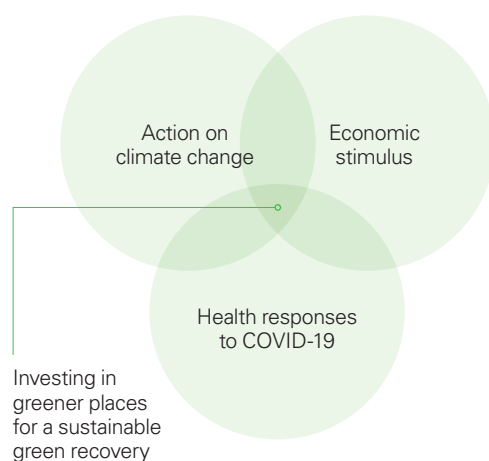 Action on
climate change
Economic
stimulus
Health responses
to COVID-19
Investing in
greener places
for a sustainable
green recovery